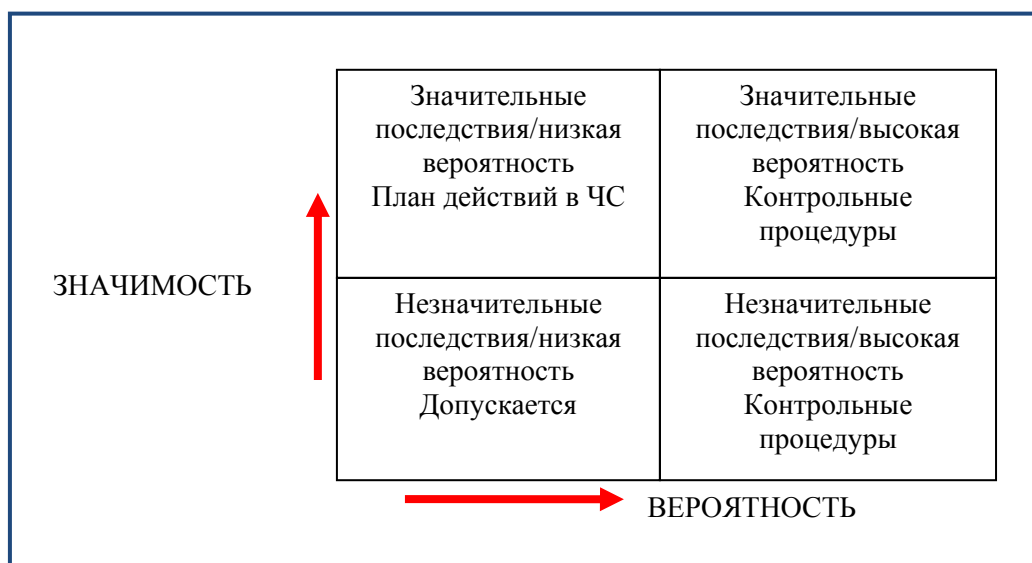 Значительные
последствия/низкая
вероятность
План действий в ЧС
Значительные
последствия/высокая
вероятность
Контрольные
процедуры
ЗНАЧИМОСТЬ
Незначительные
последствия/низкая
вероятность
Допускается
Незначительные
последствия/высокая
вероятность
Контрольные
процедуры
ВЕРОЯТНОСТЬ